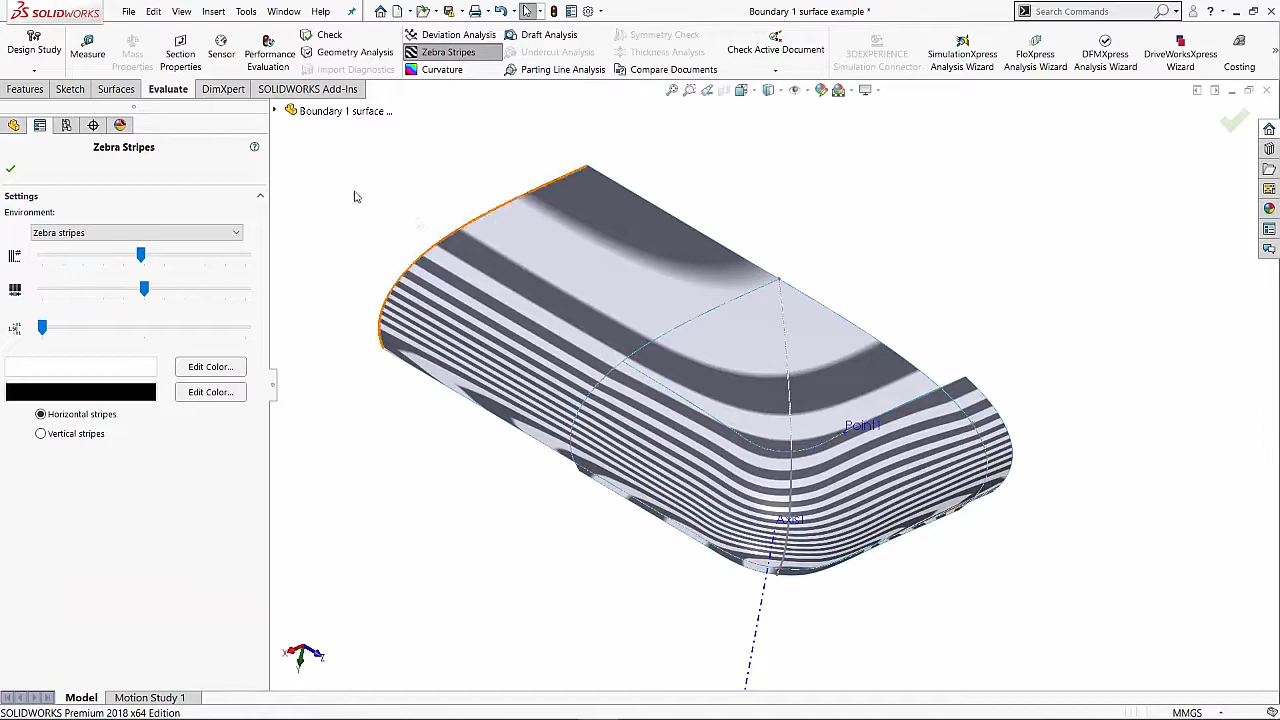 SOLIDWORKS File Edit View Insert Tools Window Help Boundary 1 surface example * Search Commands
Design Study
Measure
Mass Properties
Section Properties
Sensor
Performance Evaluation
Check
Geometry Analysis
Import Diagnostics
Deviation Analysis
Zebra Stripes
Curvature
Draft Analysis
Undercut Analysis
Parting Line Analysis
Symmetry Check
Thickness Analysis
Compare Documents
Check Active Document
3DEXPERIENCE Simulation Connector
SimulationXpress Analysis Wizard
FloXpress Analysis Wizard
DFMXpress Analysis Wizard
DriveWorksXpress Wizard
Costing
Features Sketch Surfaces Evaluate DimXpert SOLIDWORKS Add-Ins
Boundary 1 surface ...
Zebra Stripes
Settings
Environment:
Zebra stripes
Edit Color...
Edit Color...
Horizontal stripes
Vertical stripes
Point1
Axis1
X
Y
Z
Model Motion Study 1
SOLIDWORKS Premium 2018 x64 Edition MMGS